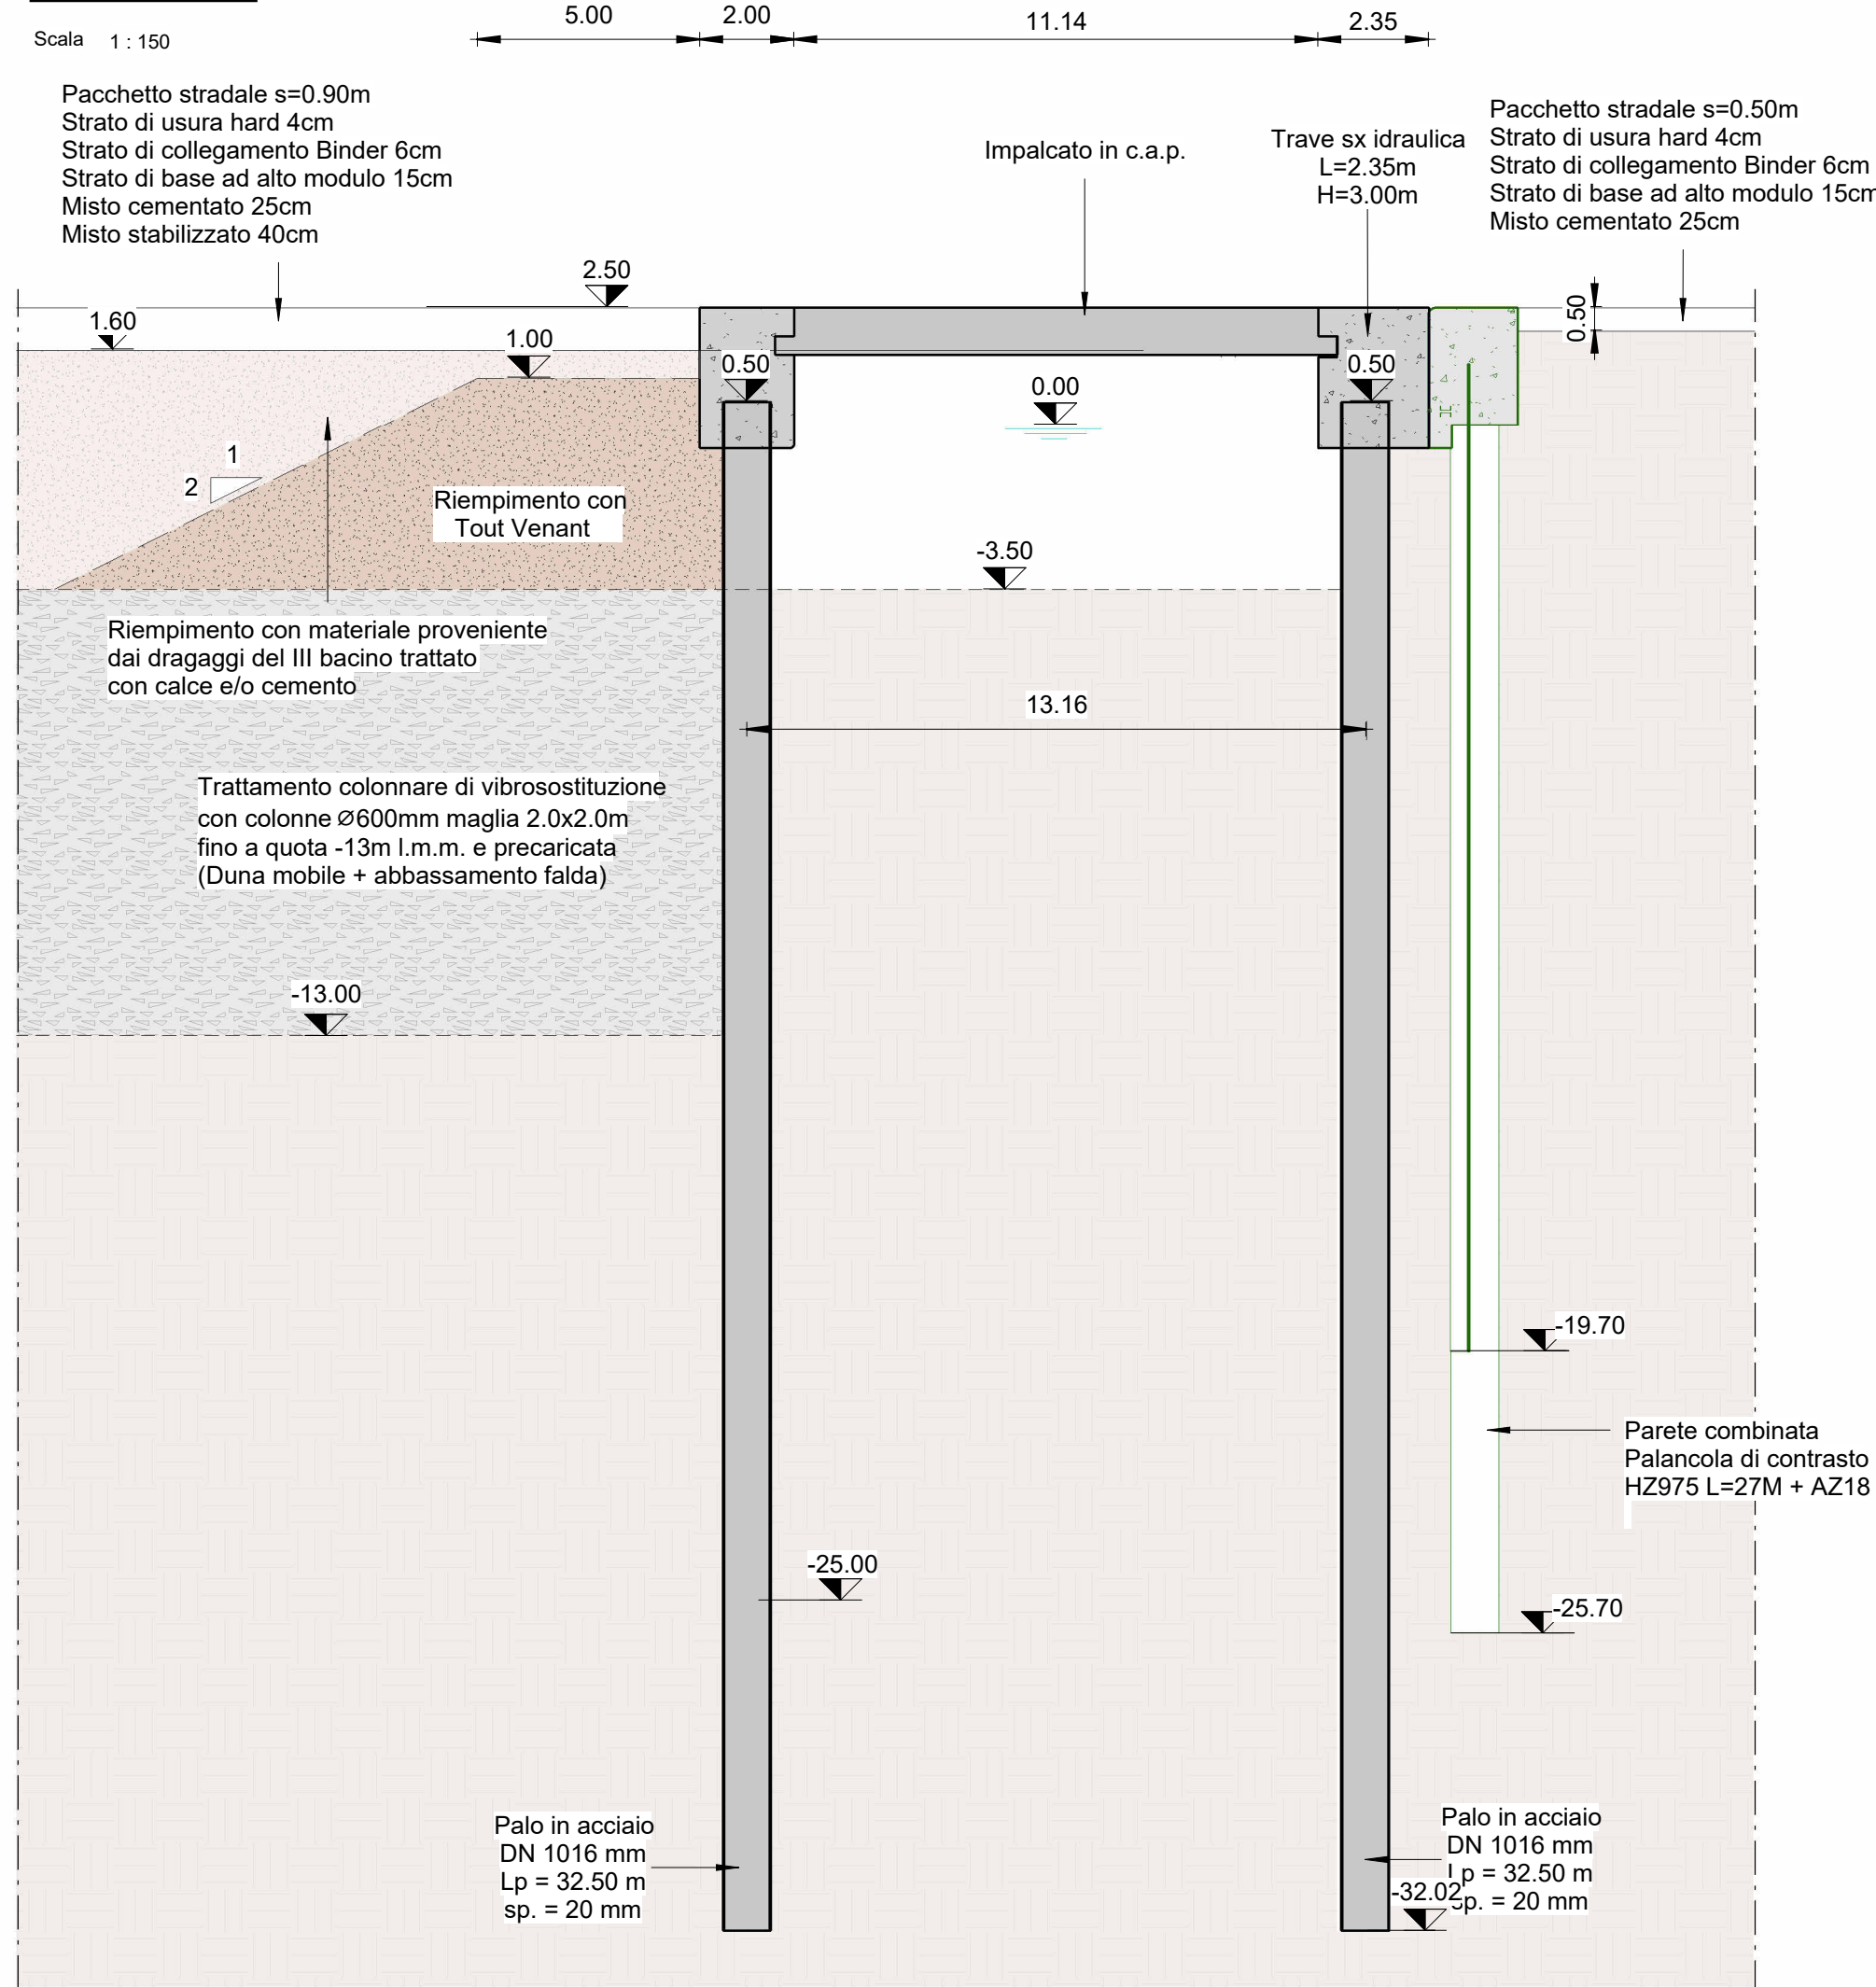 5.00
2.00
11.14
2.35
Scala 1 : 150
Pacchetto stradale s=0.90m
Strato di usura hard 4cm
Strato di collegamento Binder 6cm
Strato di base ad alto modulo 15cm
Misto cementato 25cm
Misto stabilizzato 40cm
Impalcato in c.a.p.
Trave sx idraulica
L=2.35m
H=3.00m
Pacchetto stradale s=0.50m
Strato di usura hard 4cm
Strato di collegamento Binder 6cm
Strato di base ad alto modulo 15cm
Misto cementato 25cm
2.50
1.60
1.00
0.50
0.00
0.50
0.50
1
2
Riempimento con
Tout Venant
-3.50
Riempimento con materiale proveniente
dai dragaggi del III bacino trattato
con calce e/o cemento
13.16
Trattamento colonnare di vibrosostituzione
con colonne Ø600mm maglia 2.0x2.0m
fino a quota -13m l.m.m. e precaricata
(Duna mobile + abbassamento falda)
-13.00
-19.70
Parete combinata
Palancola di contrasto
HZ975 L=27M + AZ18
-25.00
-25.70
Palo in acciaio
DN 1016 mm
Lp = 32.50 m
sp. = 20 mm
Palo in acciaio
DN 1016 mm
Lp = 32.50 m
sp. = 20 mm
-32.02